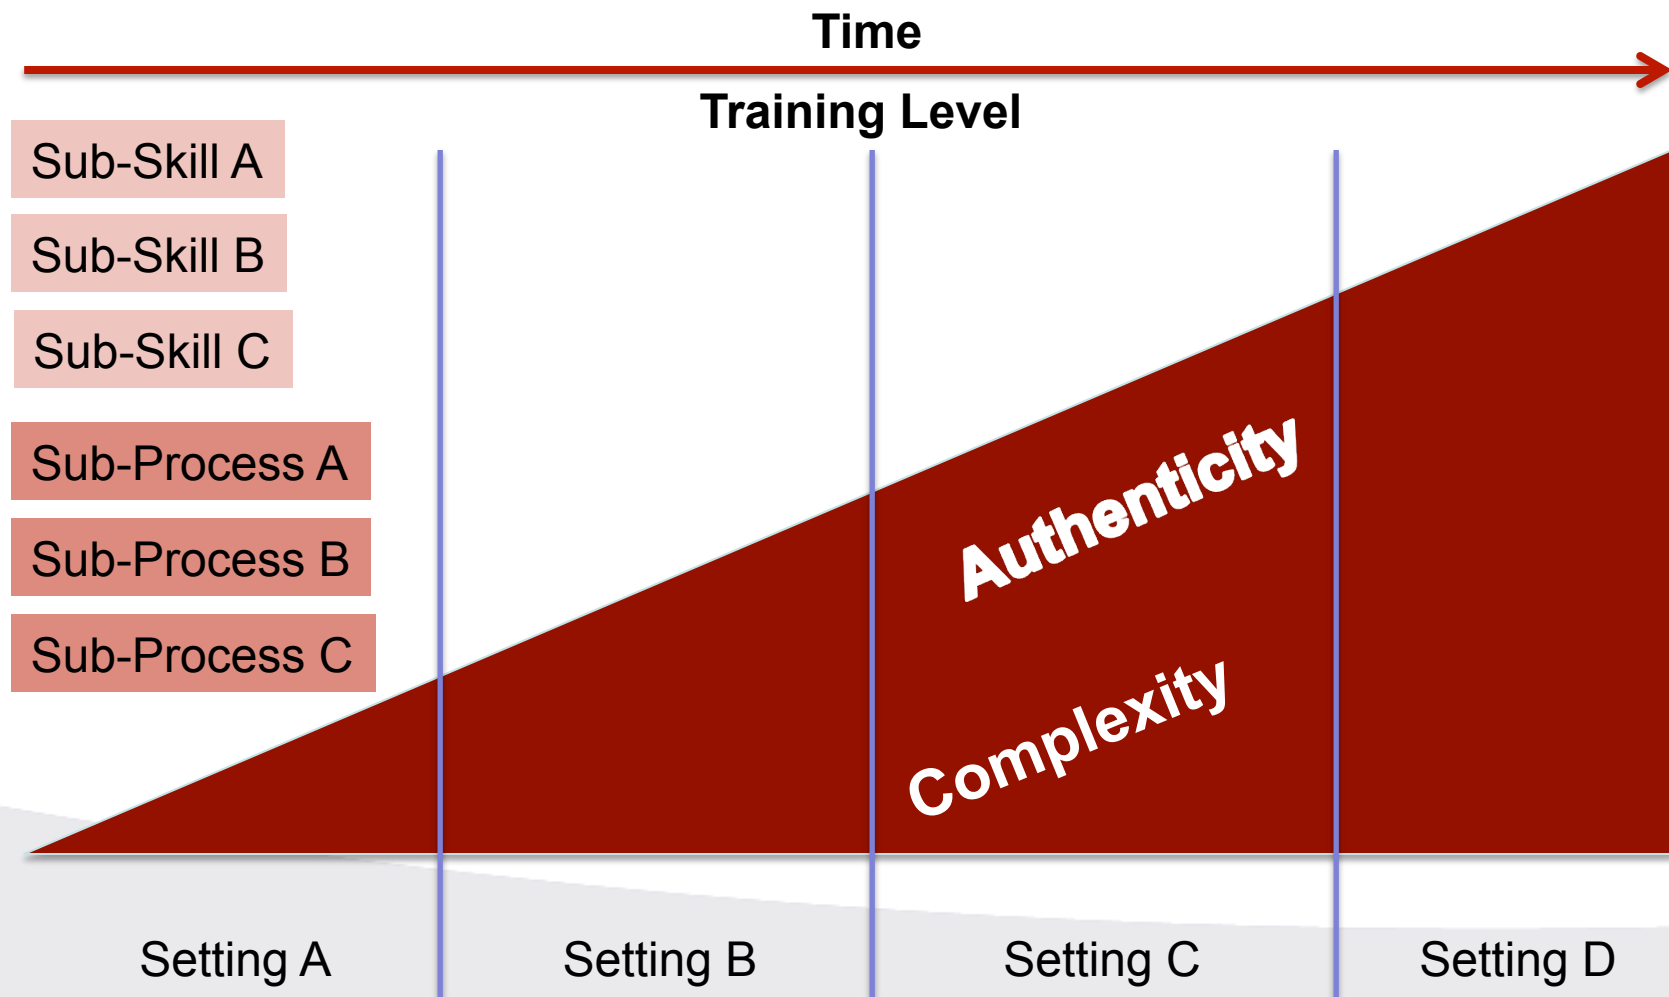 Time
Training Level
Sub-Skill A
Sub-Skill B
Sub-Skill C
Sub-Process A
Sub-Process B
Sub-Process C
Authenticity
Complexity
Setting A
Setting B
Setting C
Setting D